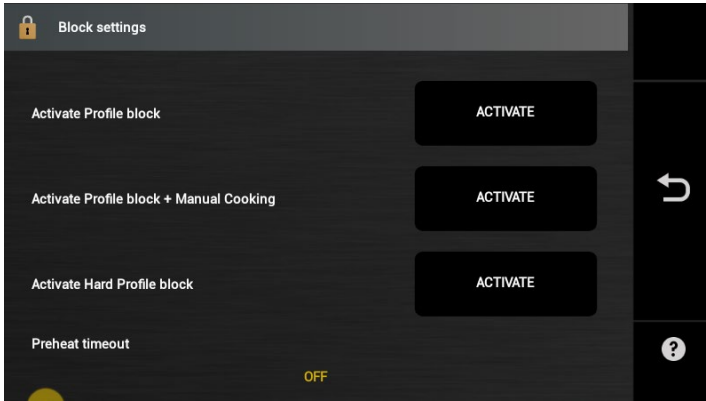 Block settings
Activate Profile block
ACTIVATE
Activate Profile block + Manual Cooking
ACTIVATE
Activate Hard Profile block
ACTIVATE
Preheat timeout
OFF
?